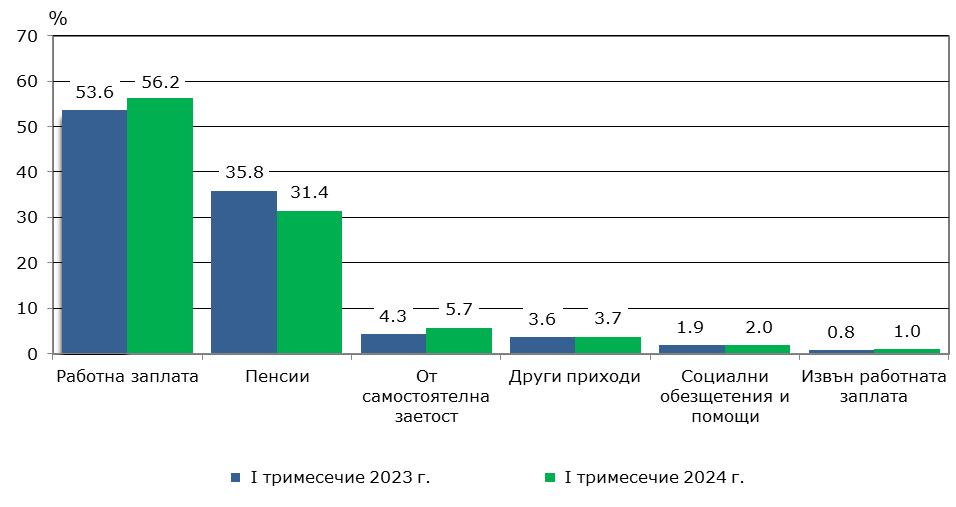 %
70
60
50
40
30
20
10
0
53.6
56.2
35.8
31.4
4.3
5.7
3.6
3.7
1.9
2.0
0.8
1.0
Работна заплата
Пенсии
От
самостоятелна
заетост
Други приходи
Социални
обезщетения и
помощи
Извън работната
заплата
I тримесечие 2023 г.
I тримесечие 2024 г.